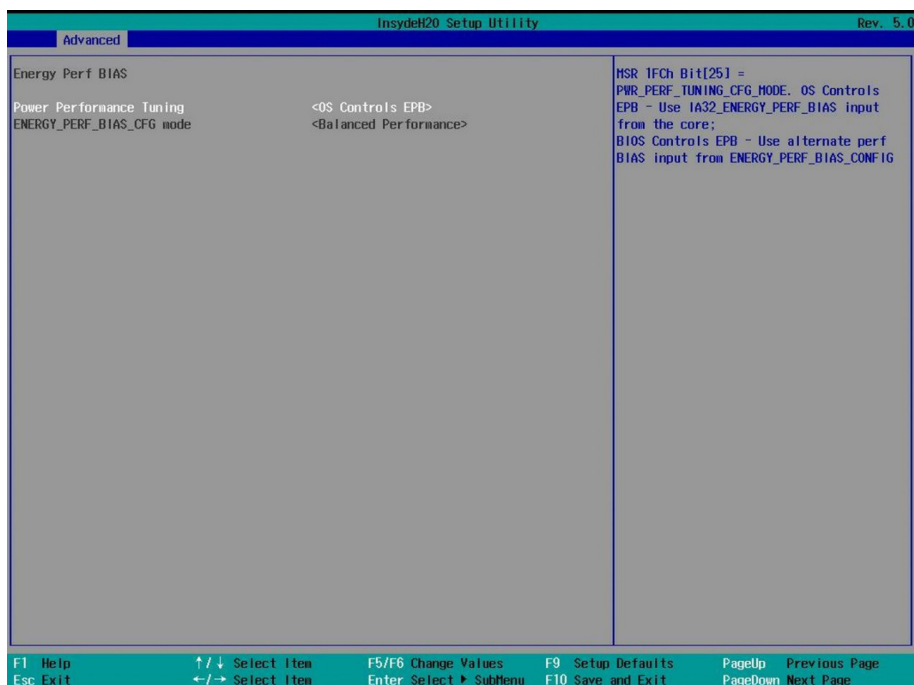 InsydeH20 Setup Utility Rev. 5.0
Advanced
Energy Perf BIAS
Power Performance Tuning <OS Controls EPB>
ENERGY_PERF_BIAS_CFG mode <Balanced Performance>
MSR 1FCh Bit[25] =
PWR_PERF_TUNING_CFG_MODE. OS Controls
EPB - Use IA32_ENERGY_PERF_BIAS input
from the core;
BIOS Controls EPB - Use alternate perf
BIAS input from ENERGY_PERF_BIAS_CONFIG
F1 Help ↑/↓ Select Item F5/F6 Change Values F9 Setup Defaults PageUp Previous Page
Esc Exit ←/→ Select Item Enter Select ▶ SubMenu F10 Save and Exit PageDown Next Page